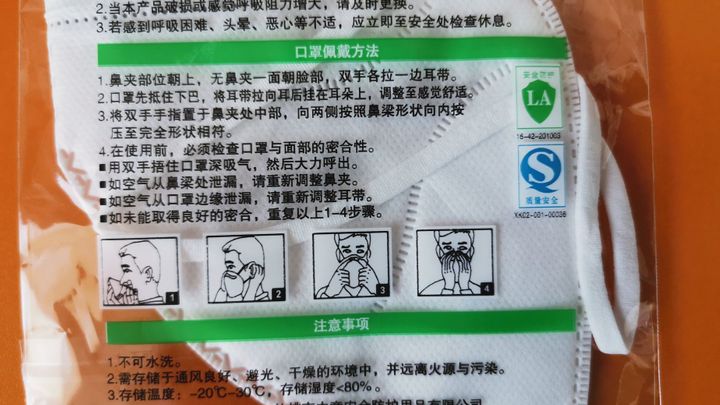 2.当本产品破损或感觉呼吸阻力增大,请及时更换。
3.若感到呼吸困难、头晕、恶心等不适,应立即至安全处检查休息。
口罩佩戴方法
1.鼻夹部位朝上,无鼻夹一面朝脸部,双手各拉一边耳带。
2.口罩先抵住下巴,将耳带拉向耳后挂在耳朵上,调整至感觉舒适。
3.将双手手指置于鼻夹处中部,向两侧按照鼻梁形状向内按
压至完全形状相符。
4.在使用前,必须检查口罩与面部的密合性。
■用双手捂住口罩深吸气,然后大力呼出。
■如空气从鼻梁处泄漏,请重新调整鼻夹。
■如空气从口罩边缘泄漏,请重新调整耳带。
■如未能取得良好的密合,重复以上1-4步骤。
安全防护
LA
16-42-201003
质量安全
XK02-001-00036
1
2
3
4
注意事项
1.不可水洗。
2.需存储于通风良好、避光、干燥的环境中,并远离火源与污染。
3.存储温度:-20℃-30℃,存储湿度<80%。
安全防护用品有限公司